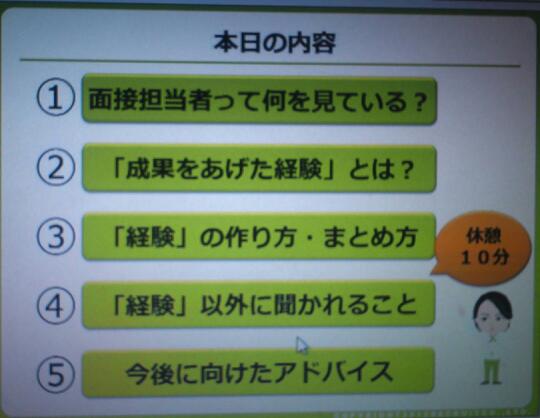 本日の内容
① 面接担当者って何を見ている？
② 「成果をあげた経験」とは？
③ 「経験」の作り方・まとめ方
休憩
１０分
④ 「経験」以外に聞かれること
⑤ 今後に向けたアドバイス